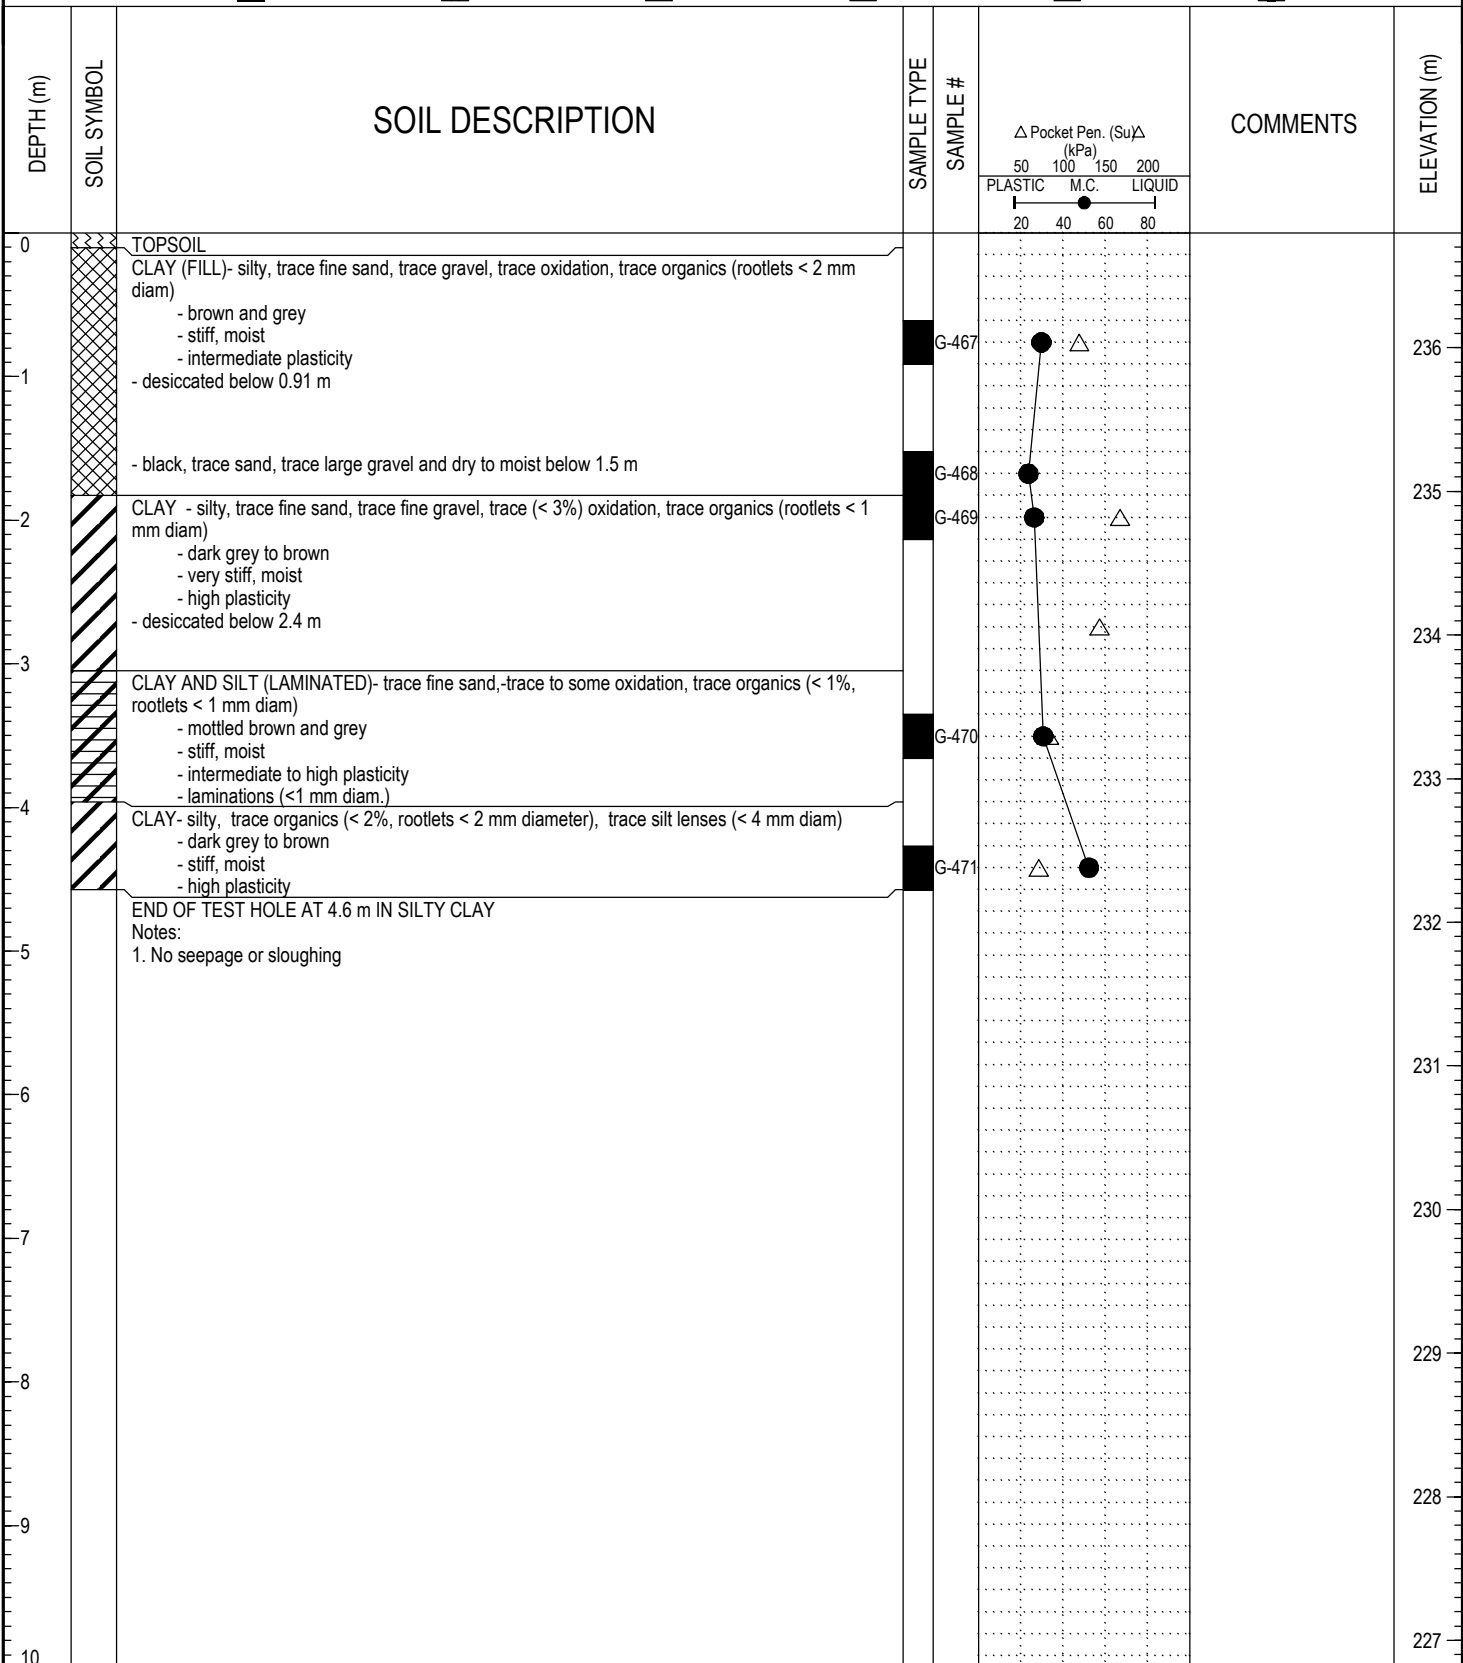 DEPTH (m)
SOIL SYMBOL
SOIL DESCRIPTION
SAMPLE TYPE
SAMPLE #
△ Pocket Pen. (Su)△
(kPa)
50 100 150 200
PLASTIC M.C. LIQUID
20 40 60 80
COMMENTS
ELEVATION (m)
0
TOPSOIL
CLAY (FILL)- silty, trace fine sand, trace gravel, trace oxidation, trace organics (rootlets < 2 mm
diam)
- brown and grey
- stiff, moist
G-467
236
- intermediate plasticity
1
- desiccated below 0.91 m
- black, trace sand, trace large gravel and dry to moist below 1.5 m
G-468
235
CLAY - silty, trace fine sand, trace fine gravel, trace (< 3%) oxidation, trace organics (rootlets < 1
2
G-469
mm diam)
- dark grey to brown
- very stiff, moist
- high plasticity
- desiccated below 2.4 m
234
3
CLAY AND SILT (LAMINATED)- trace fine sand,-trace to some oxidation, trace organics (< 1%,
rootlets < 1 mm diam)
- mottled brown and grey
G-470
- stiff, moist
- intermediate to high plasticity
233
- laminations (<1 mm diam.)
4
CLAY- silty, trace organics (< 2%, rootlets < 2 mm diameter), trace silt lenses (< 4 mm diam)
- dark grey to brown
- stiff, moist
G-471
- high plasticity
END OF TEST HOLE AT 4.6 m IN SILTY CLAY
232
Notes:
5
1. No seepage or sloughing
231
6
230
7
229
8
228
9
227
10